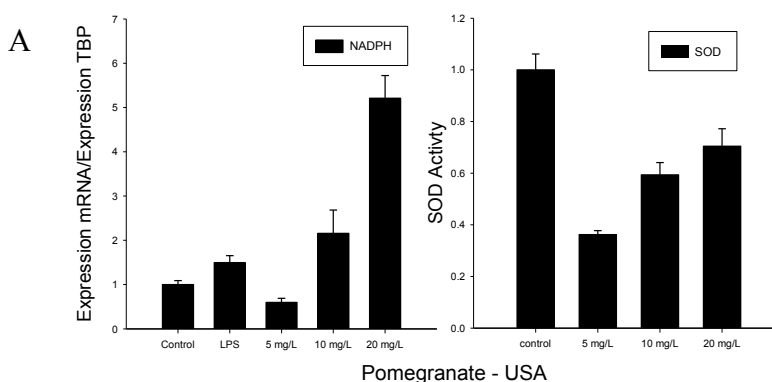 A
Expression mRNA/Expression TBP
7
6
5
4
3
2
1
0
NADPH
Control LPS 5 mg/L 10 mg/L 20 mg/L
SOD Activty
1.2
1.0
0.8
0.6
0.4
0.2
0.0
SOD
control 5 mg/L 10 mg/L 20 mg/L
Pomegranate - USA